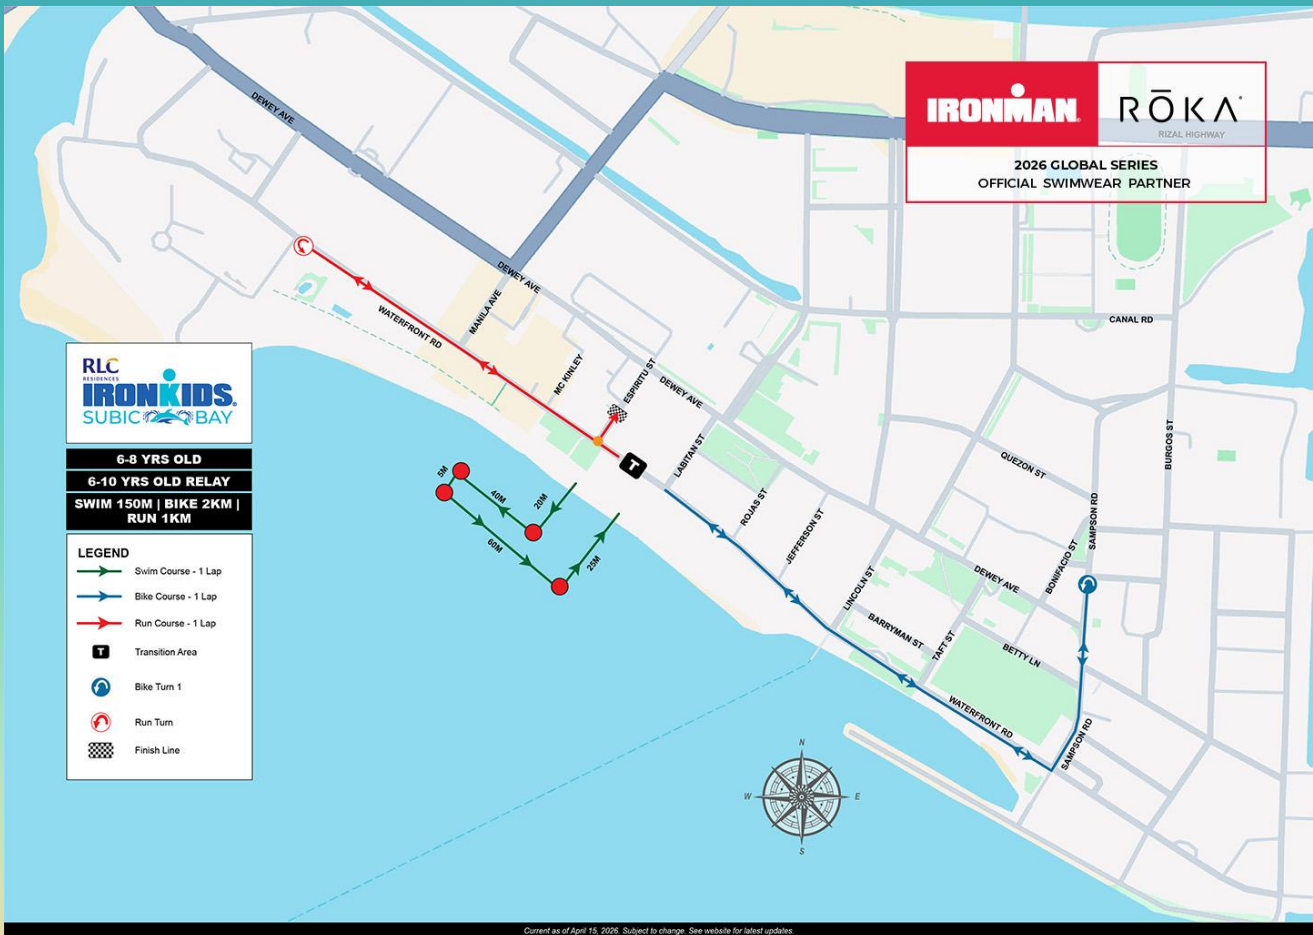 IRONMAN
RŌKA
RIZAL HIGHWAY
2026 GLOBAL SERIES
OFFICIAL SWIMWEAR PARTNER
DEWEY AVE
DEWEY AVE
MANILA AVE
WATERFRONT RD
MC KINLEY
ESPIRITU ST
DEWEY AVE
CANAL RD
LABITAN ST
ROJAS ST
JEFFERSON ST
QUEZON ST
BURGOS ST
SAMPSON RD
BONIFACIO ST
DEWEY AVE
LINCOLN ST
BARRYMAN ST
TAFT ST
BETTY LN
WATERFRONT RD
SAMPSON RD
T
5M
40M
20M
60M
25M
RLC
RESIDENCES
IRONKIDS
SUBIC BAY
6-8 YRS OLD
6-10 YRS OLD RELAY
SWIM 150M | BIKE 2KM |
RUN 1KM
LEGEND
Swim Course - 1 Lap
Bike Course - 1 Lap
Run Course - 1 Lap
T Transition Area
Bike Turn 1
Run Turn
Finish Line
N
W E
S
Current as of April 15, 2026. Subject to change. See website for latest updates.